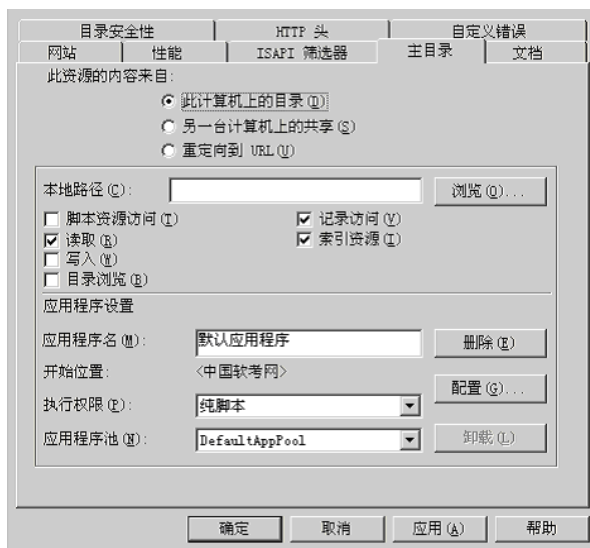 目录安全性 HTTP 头 自定义错误
网站 性能 ISAPI 筛选器 主目录 文档
此资源的内容来自:
此计算机上的目录(D)
另一台计算机上的共享(S)
重定向到 URL(U)
本地路径(C): 浏览(O)...
脚本资源访问(T) 记录访问(V)
读取(R) 索引资源(I)
写入(W)
目录浏览(B)
应用程序设置
应用程序名(M): 默认应用程序 删除(E)
开始位置: <中国软考网>
配置(G)...
执行权限(P): 纯脚本
应用程序池(N): DefaultAppPool 卸载(L)
确定 取消 应用(A) 帮助